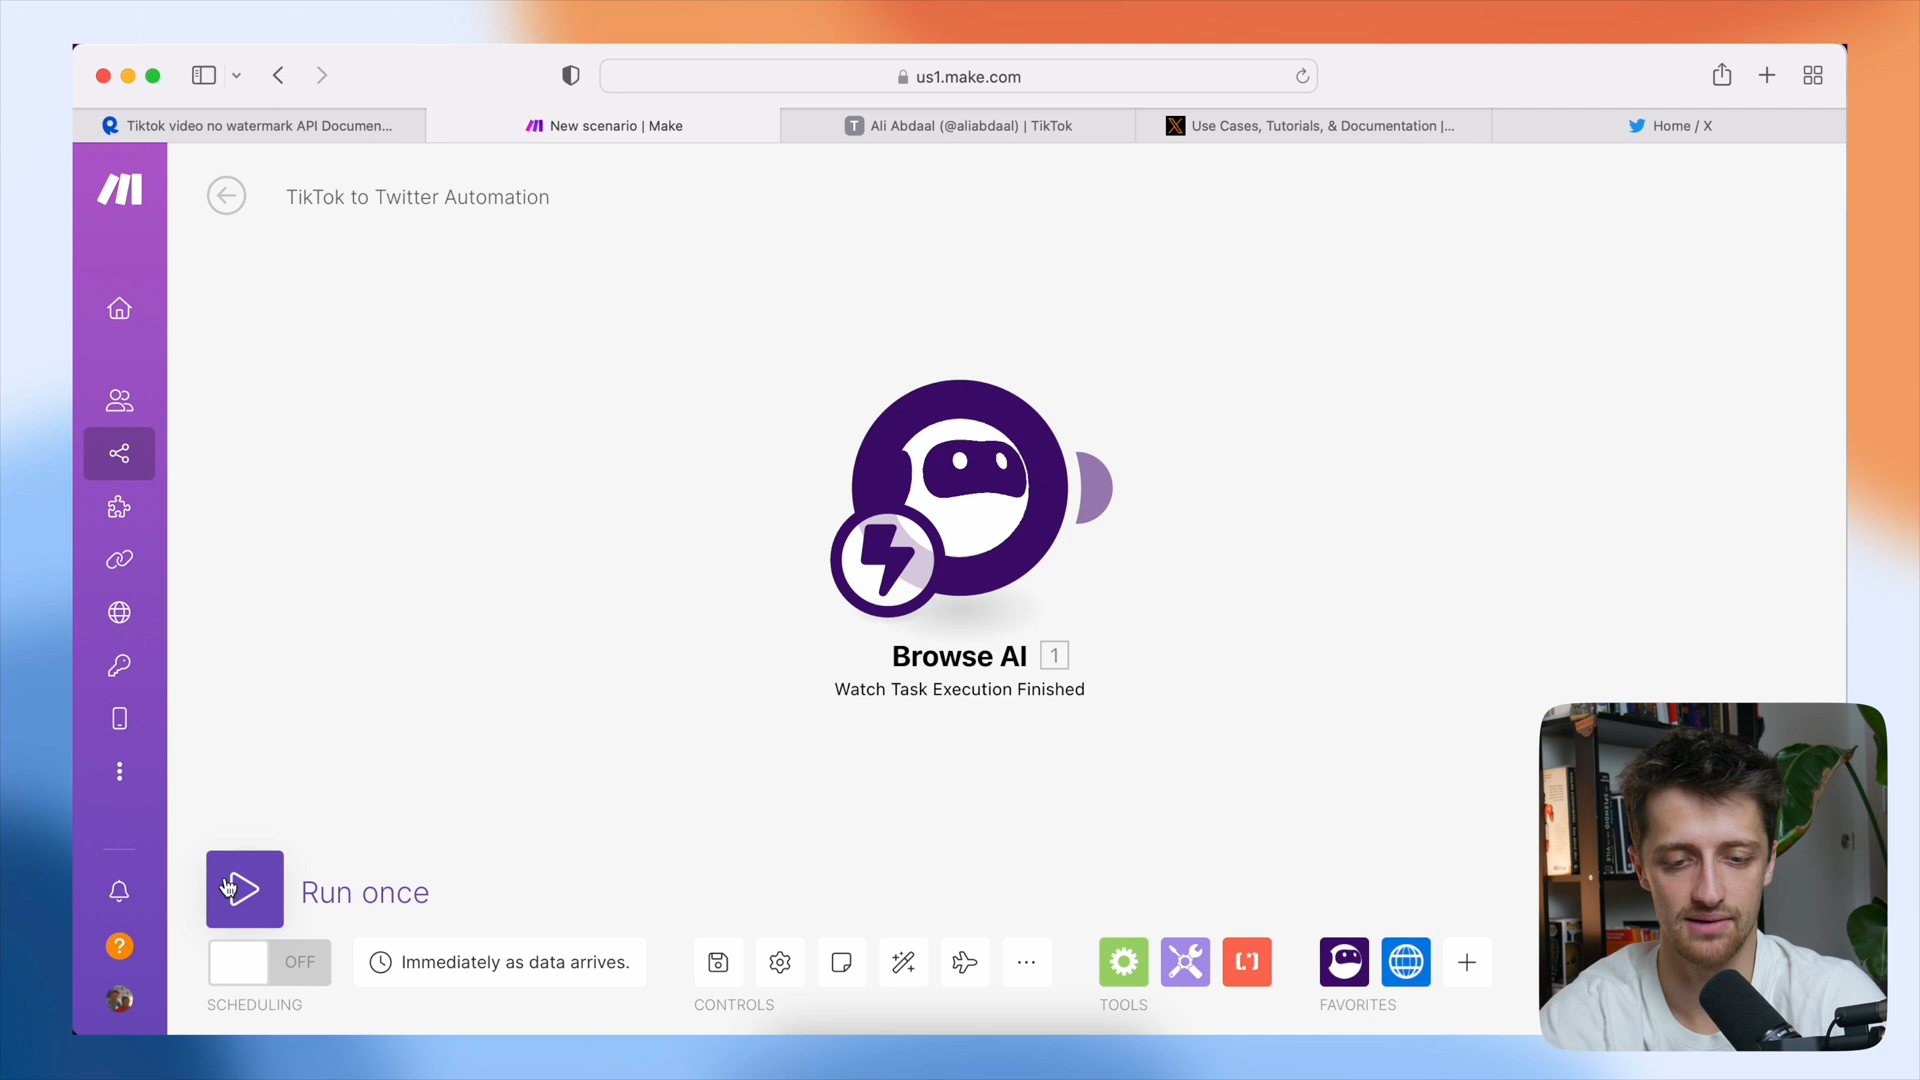 us1.make.com
Tiktok video no watermark API Documen...
New scenario | Make
T
Ali Abdaal (@aliabdaal) | TikTok
Use Cases, Tutorials, & Documentation |...
Home / X
TikTok to Twitter Automation
Browse AI 1
Watch Task Execution Finished
Run once
OFF
Immediately as data arrives.
SCHEDULING
CONTROLS
TOOLS
FAVORITES